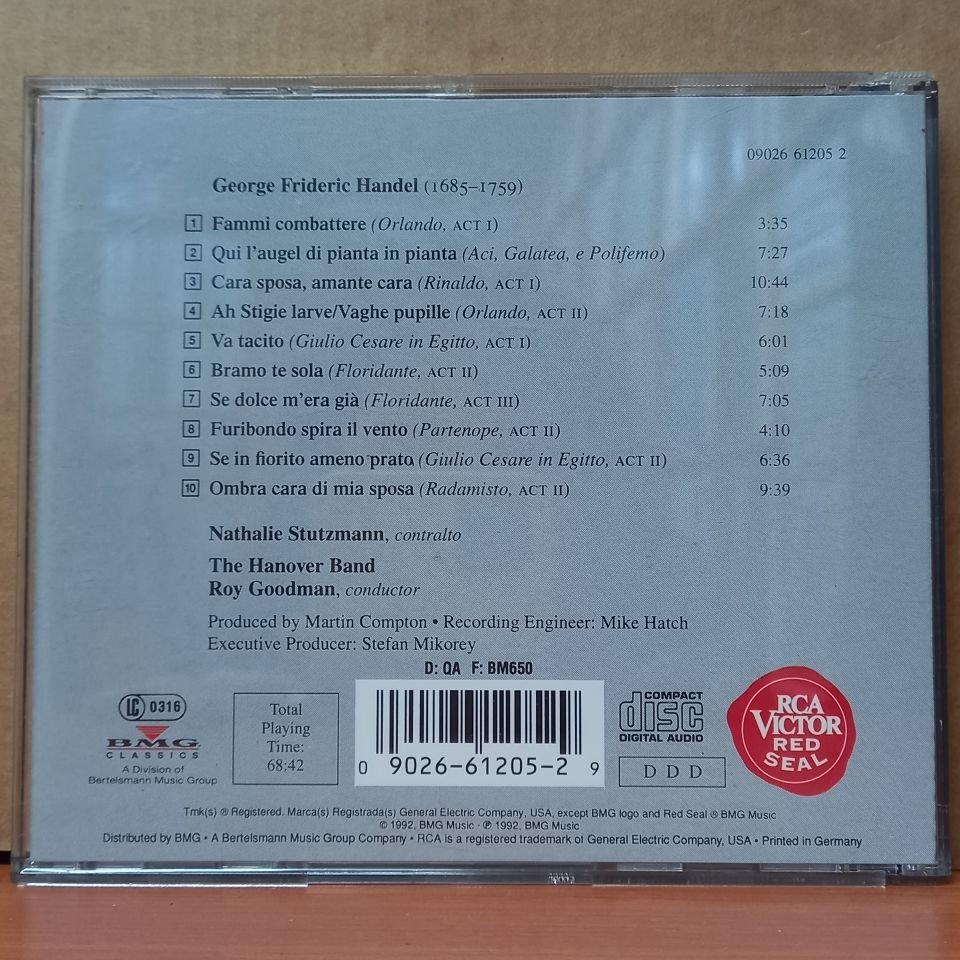 09026 61205 2
George Frideric Handel (1685–1759)
1 Fammi combattere (Orlando, ACT I) 3:35
2 Qui l'augel di pianta in pianta (Aci, Galatea, e Polifemo) 7:27
3 Cara sposa, amante cara (Rinaldo, ACT I) 10:44
4 Ah Stigie larve/Vaghe pupille (Orlando, ACT II) 7:18
5 Va tacito (Giulio Cesare in Egitto, ACT I) 6:01
6 Bramo te sola (Floridante, ACT II) 5:09
7 Se dolce m'era già (Floridante, ACT III) 7:05
8 Furibondo spira il vento (Partenope, ACT II) 4:10
9 Se in fiorito ameno prato (Giulio Cesare in Egitto, ACT II) 6:36
10 Ombra cara di mia sposa (Radamisto, ACT II) 9:39
Nathalie Stutzmann, contralto
The Hanover Band
Roy Goodman, conductor
Produced by Martin Compton • Recording Engineer: Mike Hatch
Executive Producer: Stefan Mikorey
D: QA F: BM650
LC 0316
BMG
CLASSICS
A Division of
Bertelsmann Music Group
Total
Playing
Time:
68:42
0 9026-61205-2 9
COMPACT
disc
DIGITAL AUDIO
D D D
RCA
VICTOR
RED
SEAL
Tmk(s) ® Registered. Marca(s) Registrada(s) General Electric Company, USA, except BMG logo and Red Seal ® BMG Music
© 1992, BMG Music · ℗ 1992, BMG Music
Distributed by BMG • A Bertelsmann Music Group Company • RCA is a registered trademark of General Electric Company, USA • Printed in Germany